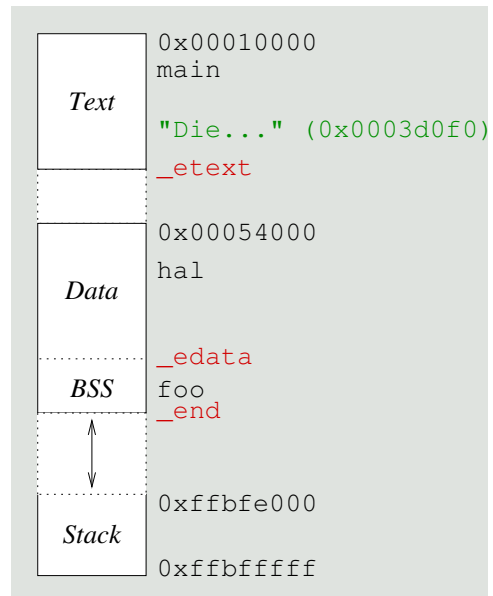 0x00010000
main
Text
"Die..." (0x0003d0f0)
_etext
0x00054000
hal
Data
_edata
BSS foo
_end
0xffbfe000
Stack
0xffbfffff